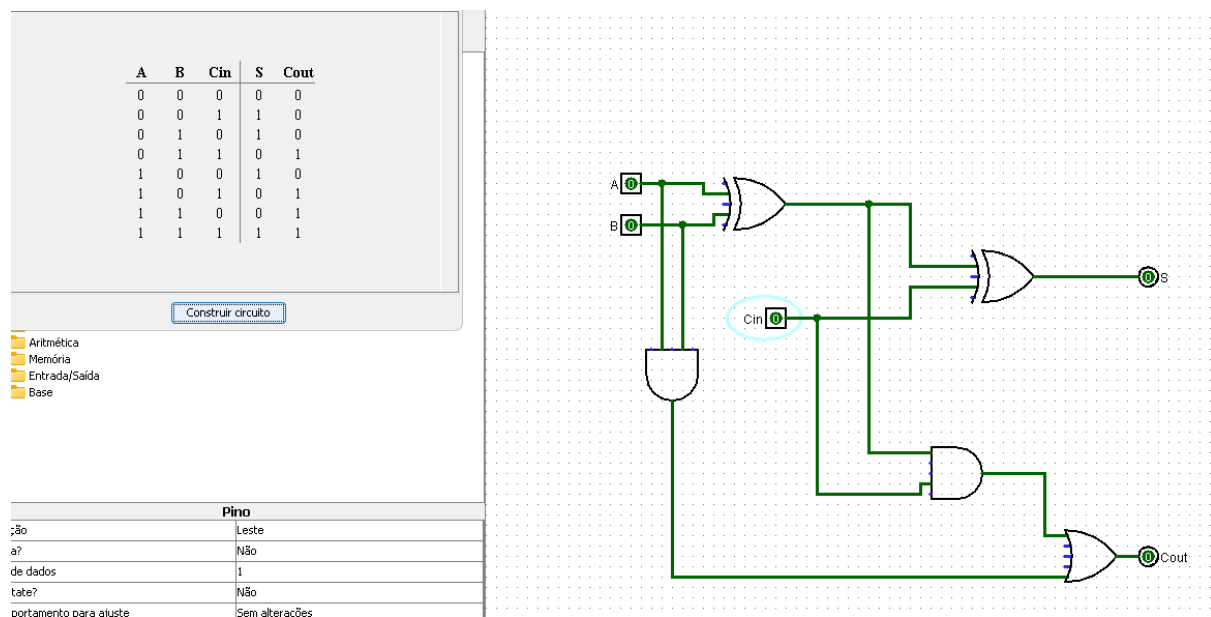 A B Cin S Cout
0 0 0 0 0
0 0 1 1 0
0 1 0 1 0
0 1 1 0 1
1 0 0 1 0
1 0 1 0 1
1 1 0 0 1
1 1 1 1 1
Construir circuito
Aritmética
Memória
Entrada/Saída
Base
Pino
ção Leste
a? Não
de dados 1
tate? Não
portamento para ajuste Sem alterações
A 0
B 0
Cin 0
0 S
0 Cout